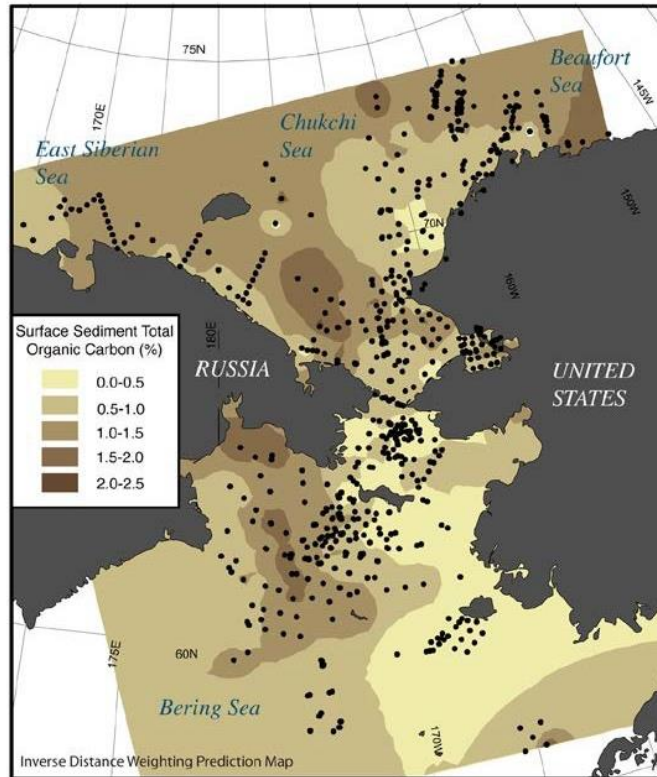 75N
Beaufort
Sea
145W
170E
Chukchi
Sea
East Siberian
Sea
150W
70N
160W
180E
Surface Sediment Total
Organic Carbon (%)
0.0-0.5
0.5-1.0
1.0-1.5
1.5-2.0
2.0-2.5
RUSSIA
UNITED
STATES
175E
60N
Bering Sea
170W
Inverse Distance Weighting Prediction Map